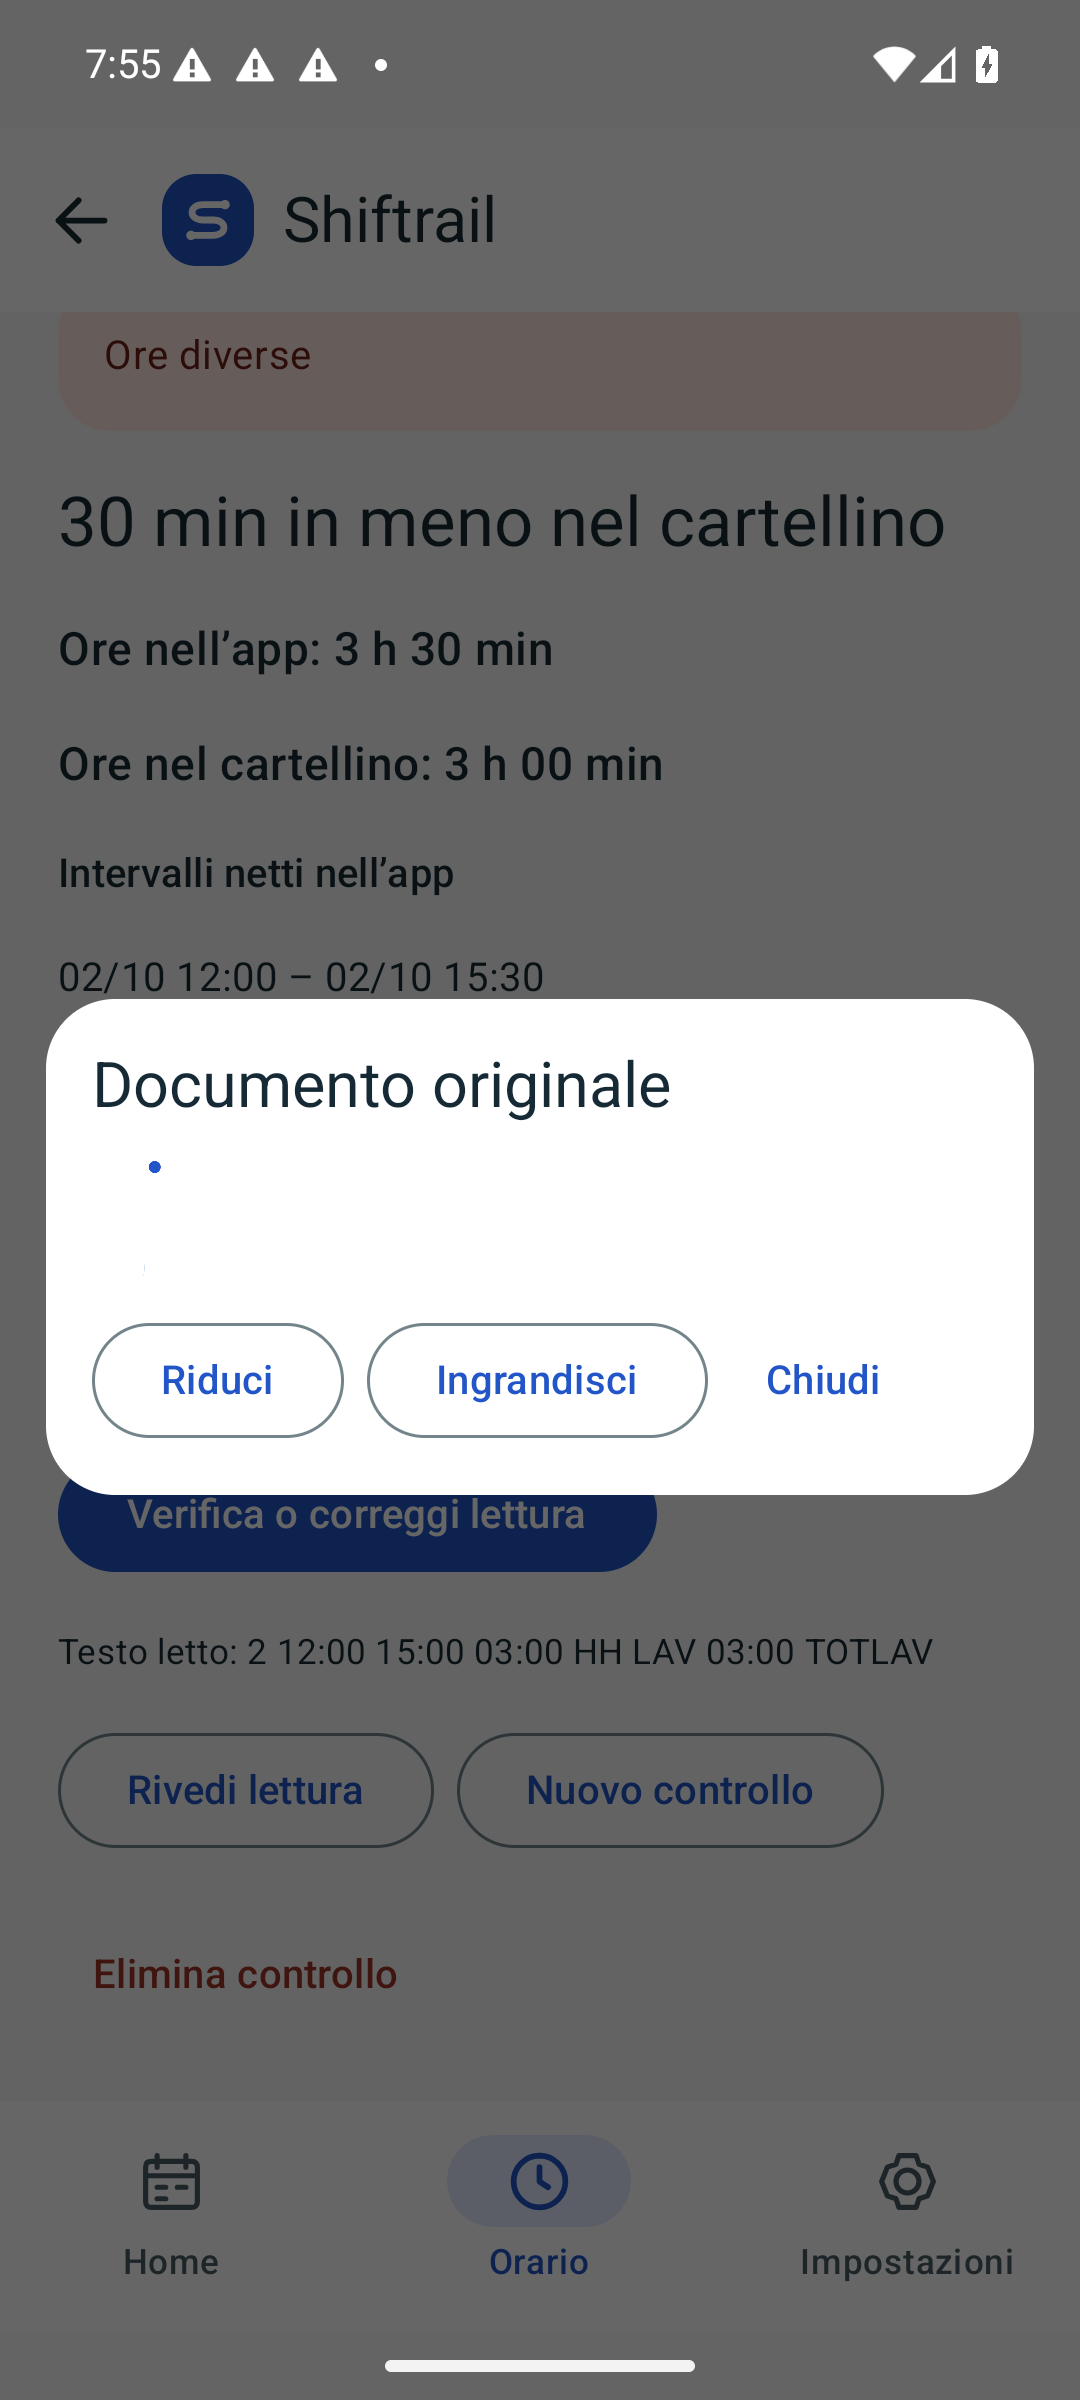 7:55
Shiftrail
Ore diverse
30 min in meno nel cartellino
Ore nell’app: 3 h 30 min
Ore nel cartellino: 3 h 00 min
Intervalli netti nell’app
02/10 12:00 – 02/10 15:30
Documento originale
Riduci
Ingrandisci
Chiudi
Verifica o correggi lettura
Testo letto: 2 12:00 15:00 03:00 HH LAV 03:00 TOTLAV
Rivedi lettura
Nuovo controllo
Elimina controllo
Home
Orario
Impostazioni